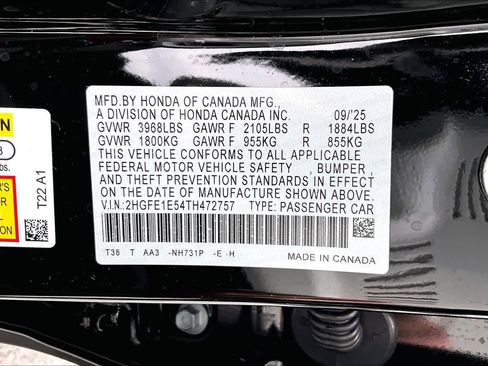 MFD.BY HONDA OF CANADA MFG.,
A DIVISION OF HONDA CANADA INC. 09/'25
GVWR 3968LBS GAWR F 2105LBS R 1884LBS
GVWR 1800KG GAWR F 955KG R 855KG
THIS VEHICLE CONFORMS TO ALL APPLICABLE
FEDERAL MOTOR VEHICLE SAFETY , BUMPER ,
AND THEFT PREVENTION STANDARDS IN EFFECT
ON THE DATE OF MANUFACTURE SHOWN ABOVE.
V.I.N.:2HGFE1E54TH472757 TYPE: PASSENGER CAR
T38 T AA3 -NH731P -E -H
MADE IN CANADA
T22 A1